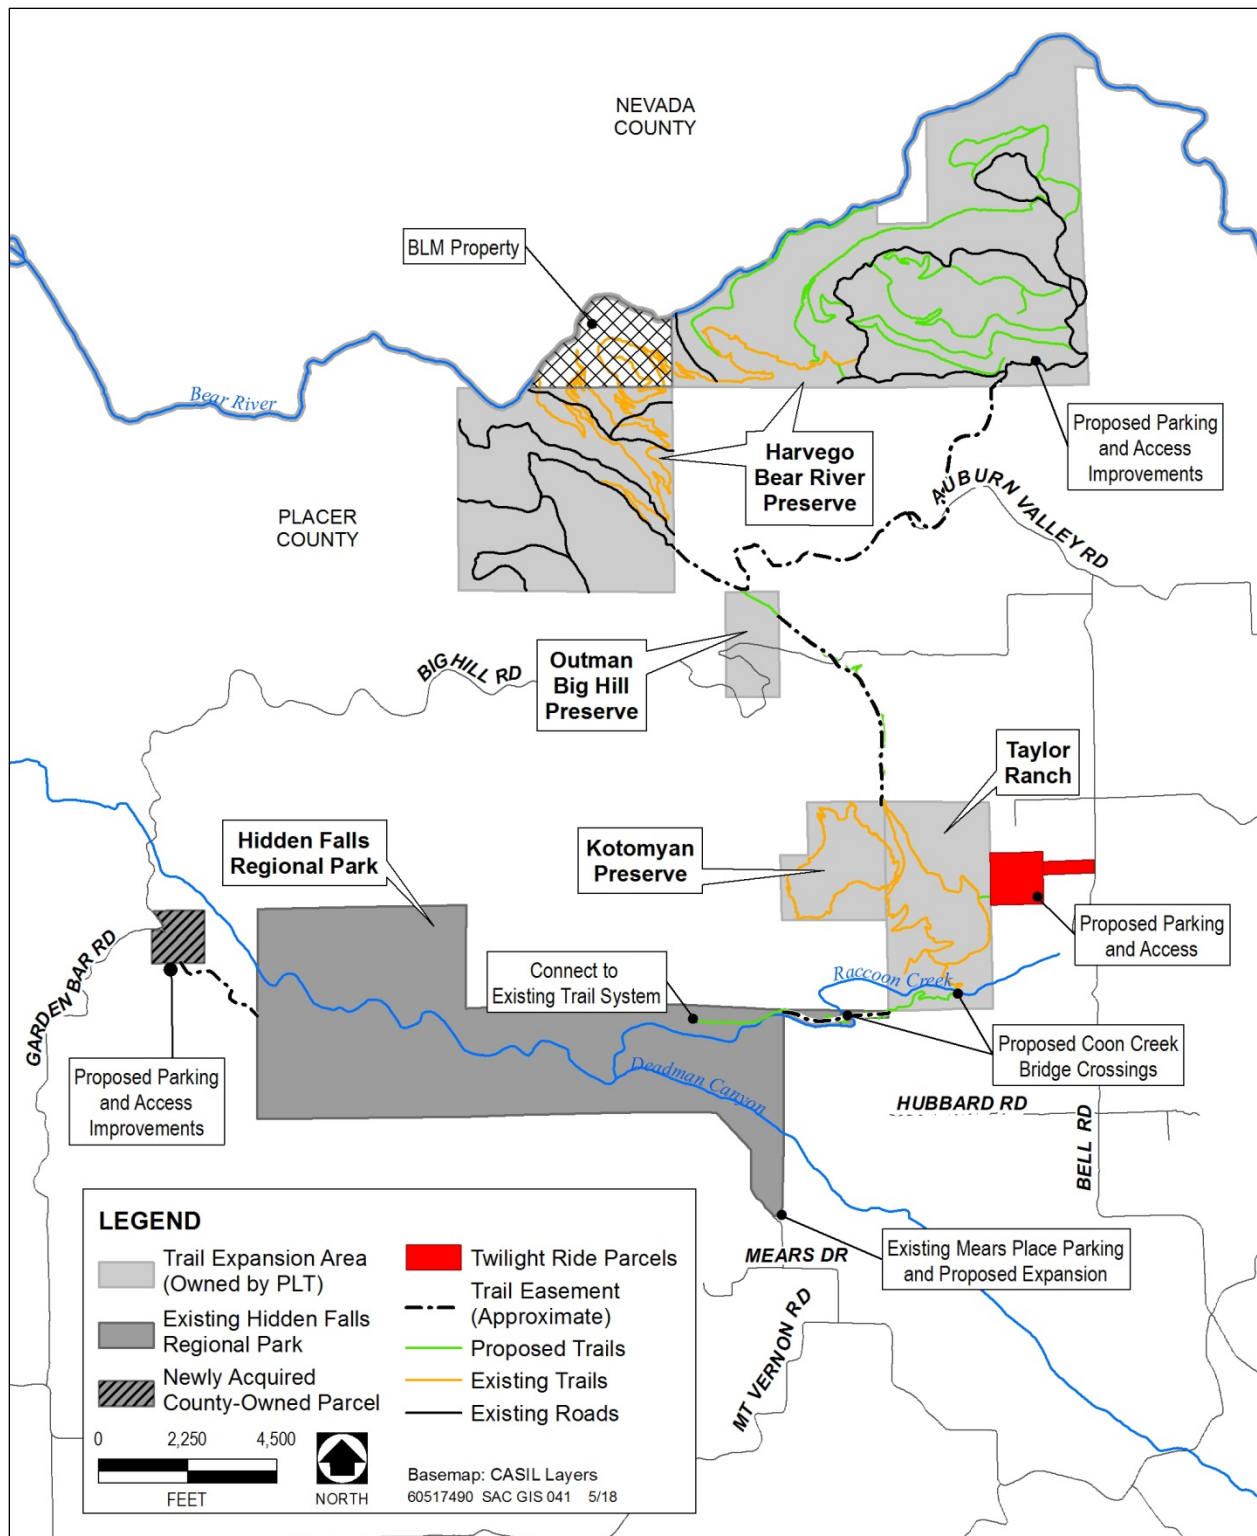 NEVADA
COUNTY
BLM Property
Bear River
Proposed Parking
and Access
Improvements
Harvego
Bear River
Preserve
AUBURN VALLEY RD
PLACER
COUNTY
BIG HILL RD
Outman
Big Hill
Preserve
Taylor
Ranch
Hidden Falls
Regional Park
Kotomyan
Preserve
Proposed Parking
and Access
GARDEN BAR RD
Connect to
Existing Trail System
Raccoon Creek
Proposed Parking
and Access
Improvements
Deadman Canyon
Proposed Coon Creek
Bridge Crossings
HUBBARD RD
BELL RD
Existing Mears Place Parking
and Proposed Expansion
MEARS DR
MT VERNON RD
LEGEND
Trail Expansion Area
(Owned by PLT)
Existing Hidden Falls
Regional Park
Newly Acquired
County-Owned Parcel
0 2,250 4,500
FEET
NORTH
Twilight Ride Parcels
Trail Easement
(Approximate)
Proposed Trails
Existing Trails
Existing Roads
Basemap: CASIL Layers
60517490 SAC GIS 041 5/18